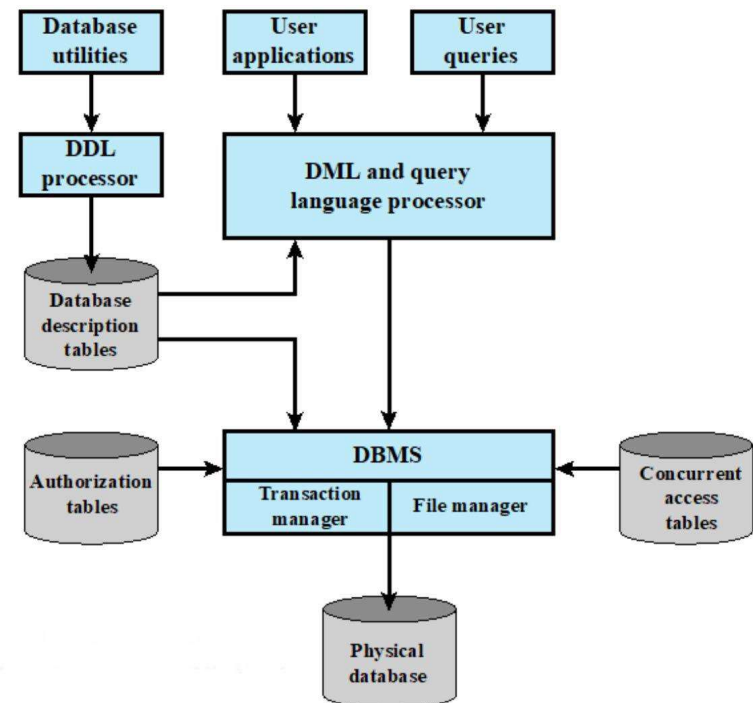 Database
utilities
User
applications
User
queries
DDL
processor
DML and query
language processor
Database
description
tables
DBMS
Transaction
manager
File manager
Authorization
tables
Concurrent
access
tables
Physical
database